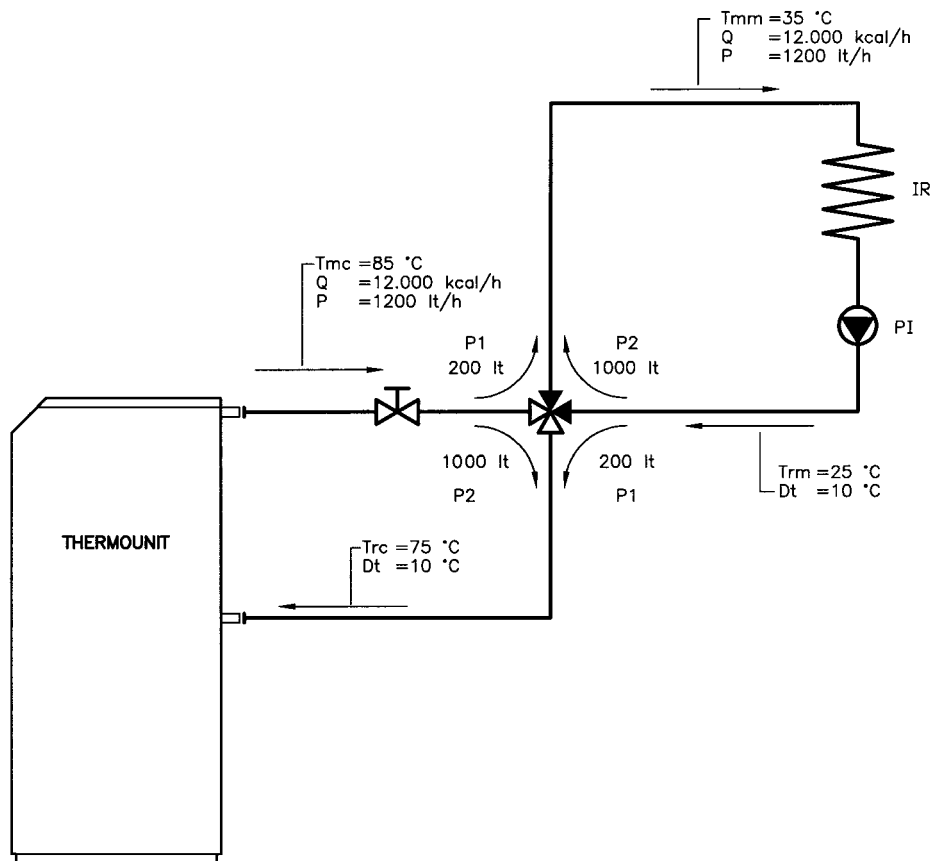 Tmm =35 °C
Q =12.000 kcal/h
P =1200 lt/h
IR
Tmc =85 °C
Q =12.000 kcal/h
P =1200 lt/h
PI
P1
200 lt
P2
1000 lt
1000 lt
P2
200 lt
P1
Trm =25 °C
Dt =10 °C
THERMOUNIT
Trc =75 °C
Dt =10 °C